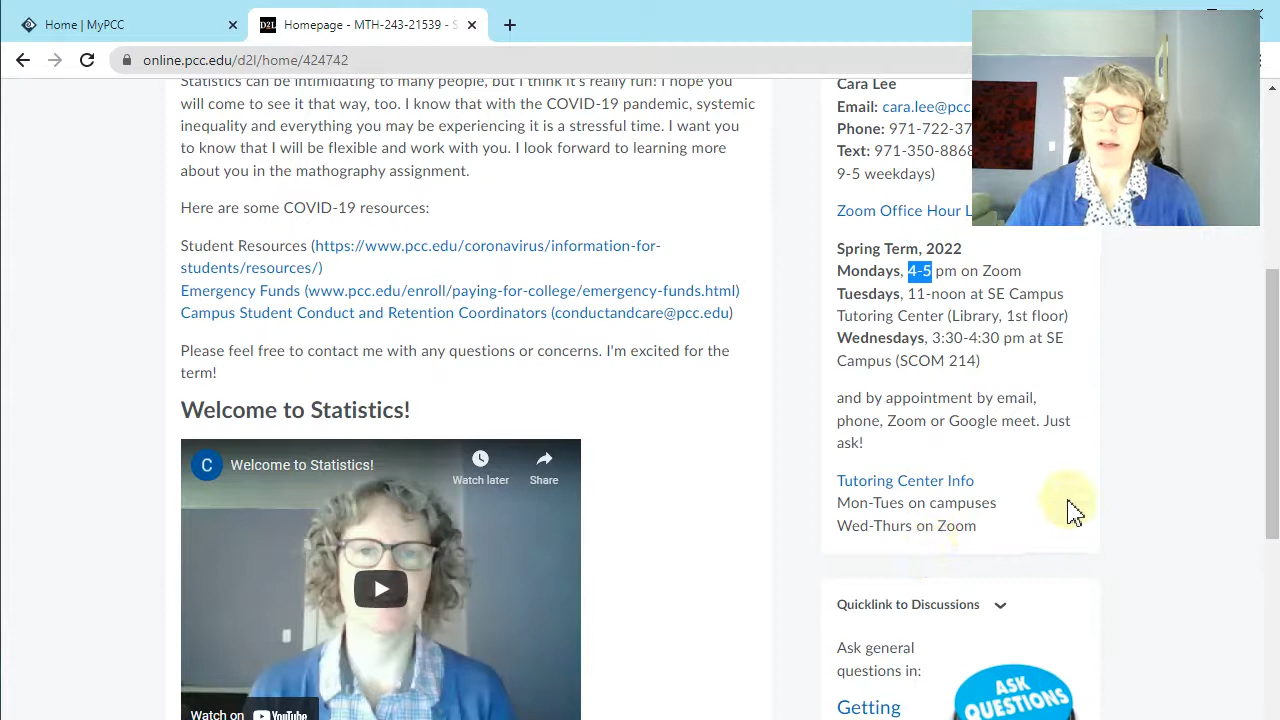 Home | MyPCC
Homepage - MTH-243-21539 - S
online.pcc.edu/d2l/home/424742
Statistics can be intimidating to many people, but I think it's really fun! I hope you
will come to see it that way, too. I know that with the COVID-19 pandemic, systemic
inequality and everything you may be experiencing it is a stressful time. I want you
to know that I will be flexible and work with you. I look forward to learning more
about you in the mathography assignment.
Here are some COVID-19 resources:
Student Resources (https://www.pcc.edu/coronavirus/information-for-
students/resources/)
Emergency Funds (www.pcc.edu/enroll/paying-for-college/emergency-funds.html)
Campus Student Conduct and Retention Coordinators (conductandcare@pcc.edu)
Please feel free to contact me with any questions or concerns. I'm excited for the
term!
Welcome to Statistics!
C
Welcome to Statistics!
Watch later
Share
Watch on YouTube
Cara Lee
Email: cara.lee@pcc
Phone: 971-722-37
Text: 971-350-8868
9-5 weekdays)
Zoom Office Hour L
Spring Term, 2022
Mondays, 4-5 pm on Zoom
Tuesdays, 11-noon at SE Campus
Tutoring Center (Library, 1st floor)
Wednesdays, 3:30-4:30 pm at SE
Campus (SCOM 214)
and by appointment by email,
phone, Zoom or Google meet. Just
ask!
Tutoring Center Info
Mon-Tues on campuses
Wed-Thurs on Zoom
Quicklink to Discussions
Ask general
questions in:
Getting
ASK
QUESTIONS